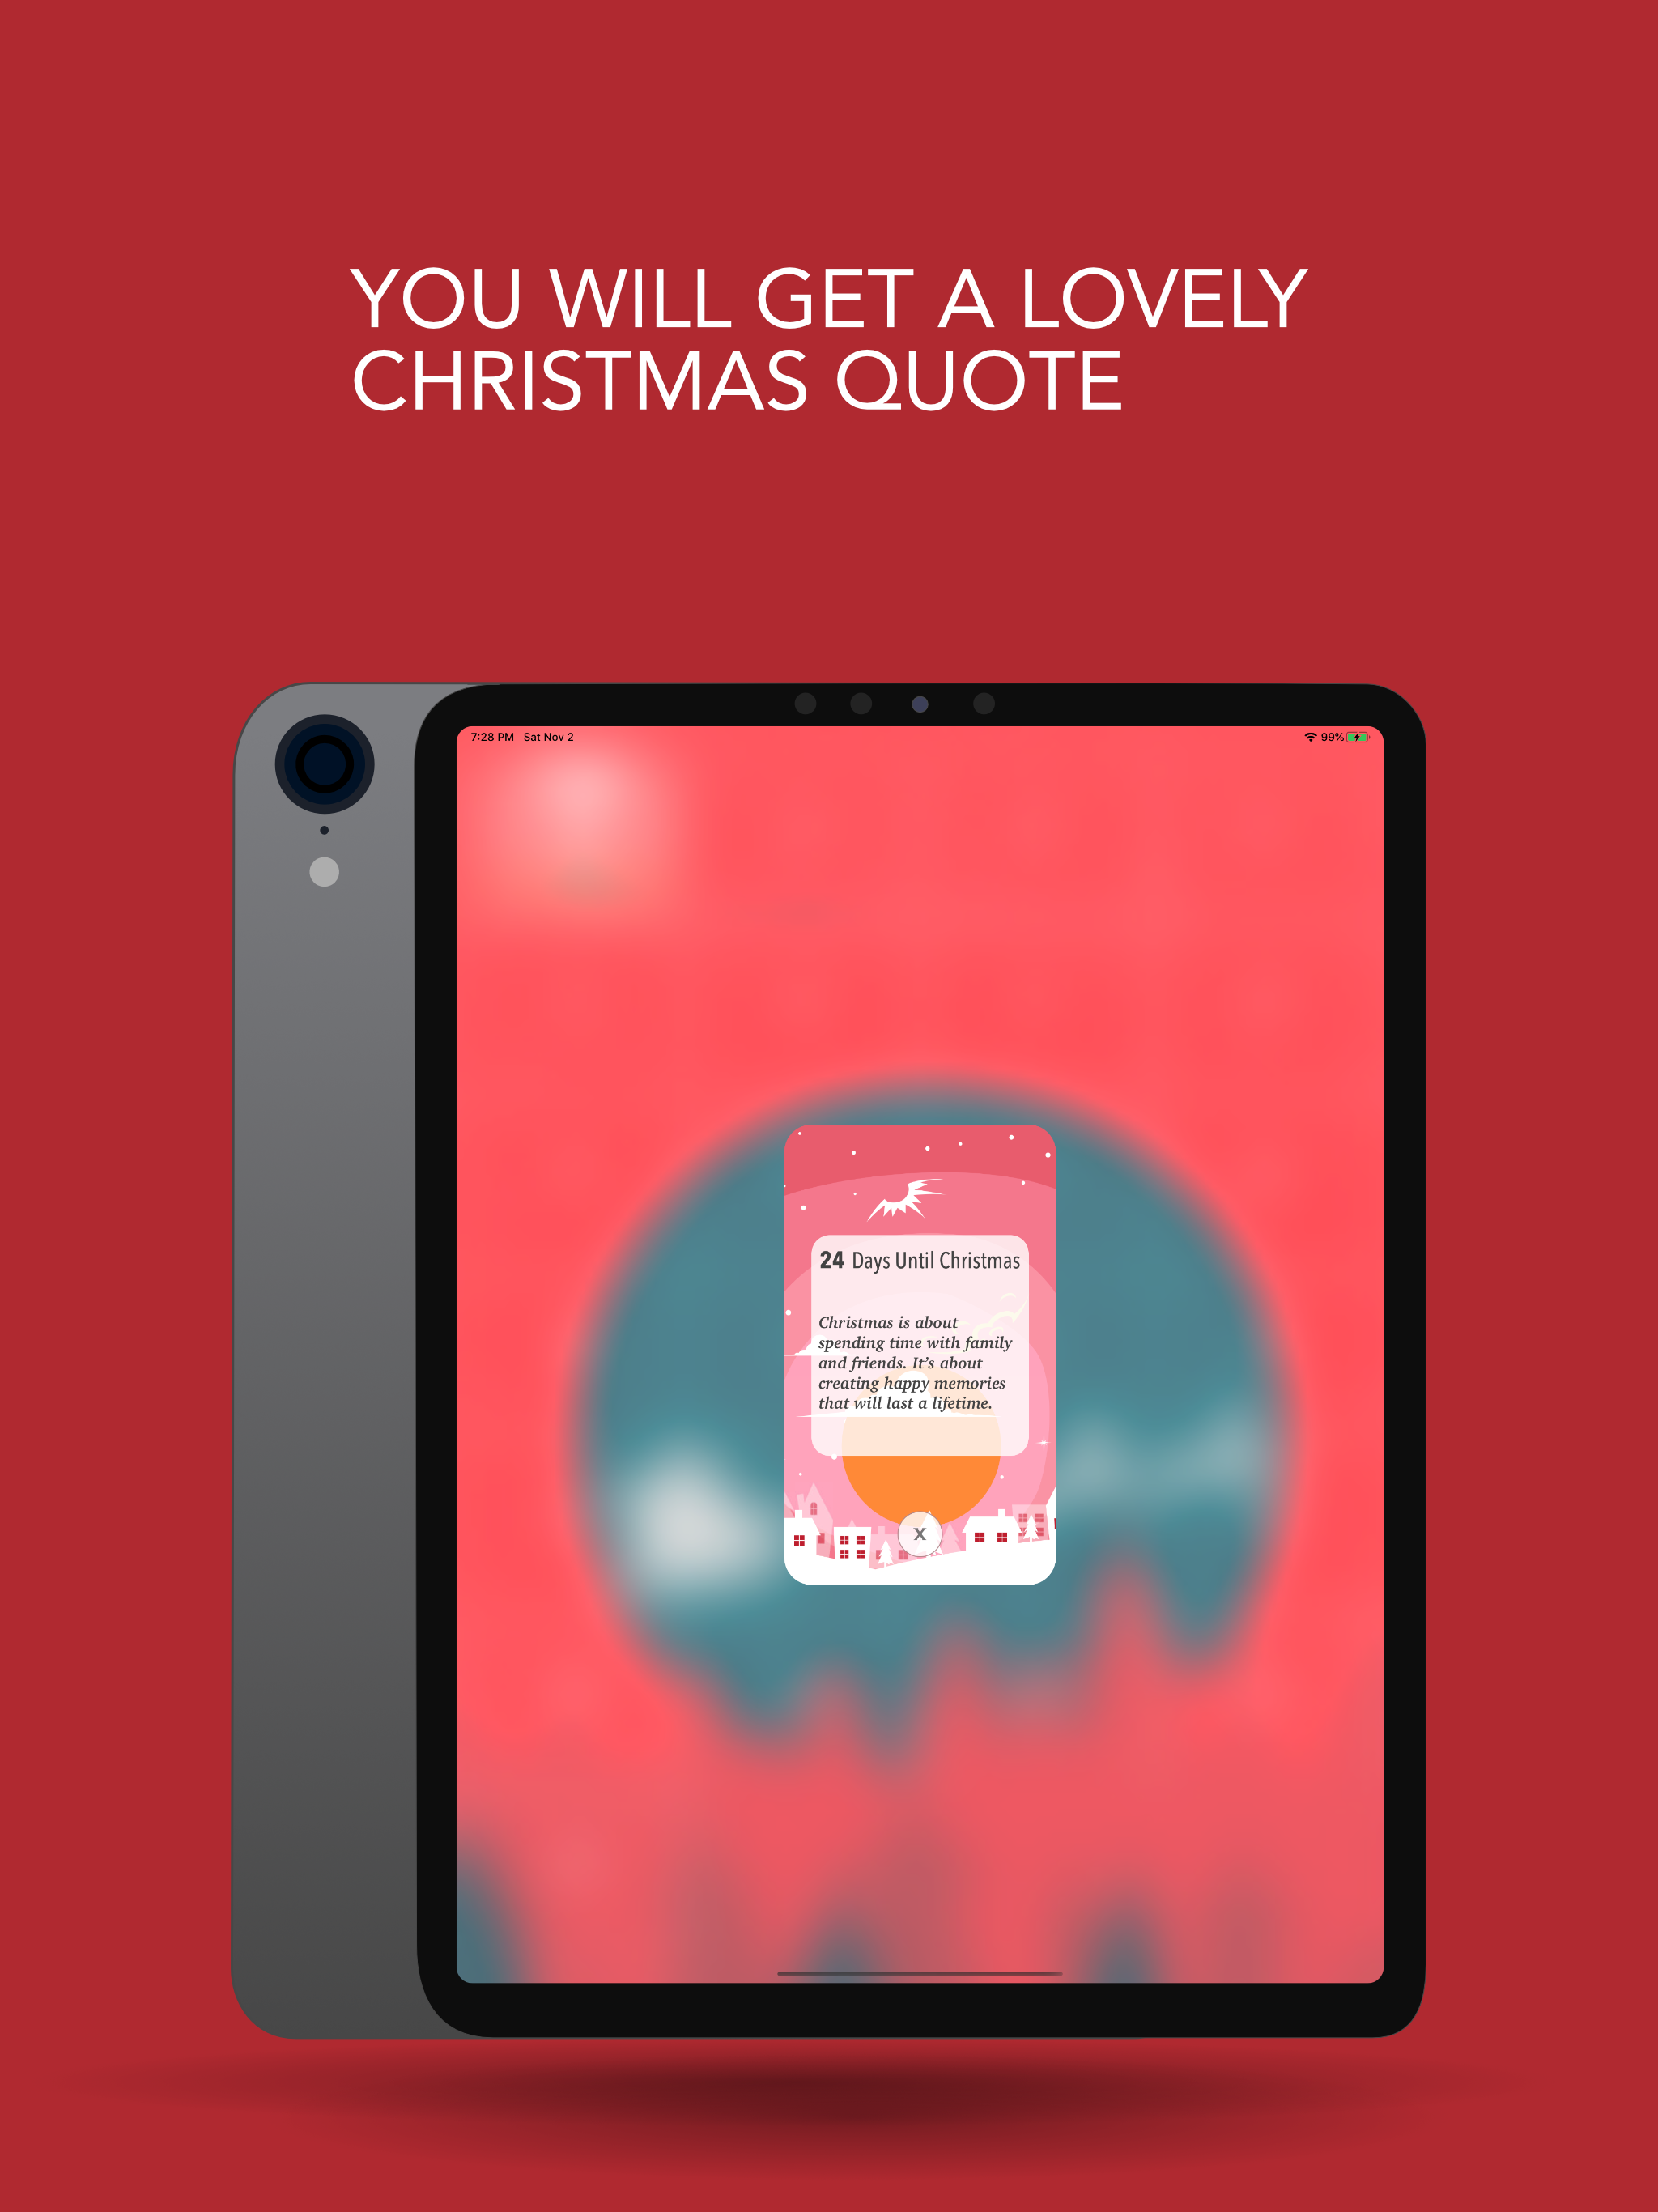 YOU WILL GET A LOVELY
CHRISTMAS QUOTE
7:28 PM Sat Nov 2
99%
24 Days Until Christmas
Christmas is about
spending time with family
and friends. It’s about
creating happy memories
that will last a lifetime.
X